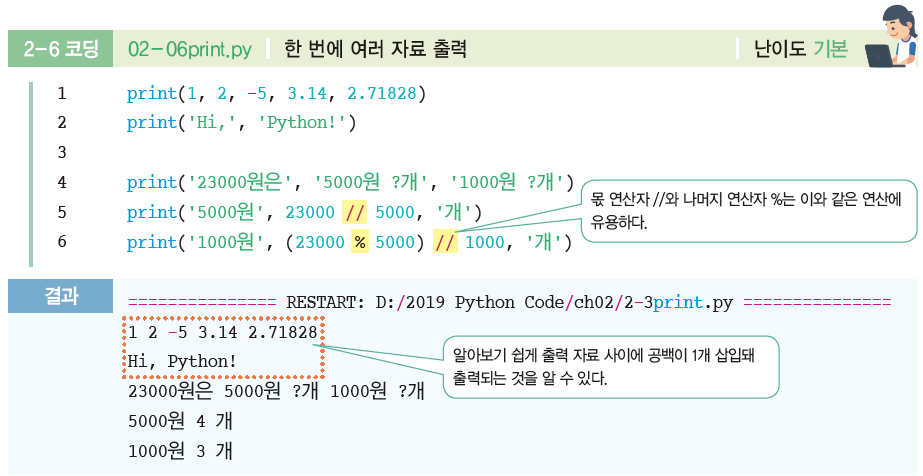 2-6 코딩 02-06print.py 한 번에 여러 자료 출력 난이도 기본
1 print(1, 2, -5, 3.14, 2.71828)
2 print('Hi,', 'Python!')
3
4 print('23000원은', '5000원 ?개', '1000원 ?개')
5 print('5000원', 23000 // 5000, '개')
6 print('1000원', (23000 % 5000) // 1000, '개')
몫 연산자 //와 나머지 연산자 %는 이와 같은 연산에
유용하다.
결과
=============== RESTART: D:/2019 Python Code/ch02/2-3print.py ===============
1 2 -5 3.14 2.71828
Hi, Python!
23000원은 5000원 ?개 1000원 ?개
5000원 4 개
1000원 3 개
알아보기 쉽게 출력 자료 사이에 공백이 1개 삽입돼
출력되는 것을 알 수 있다.